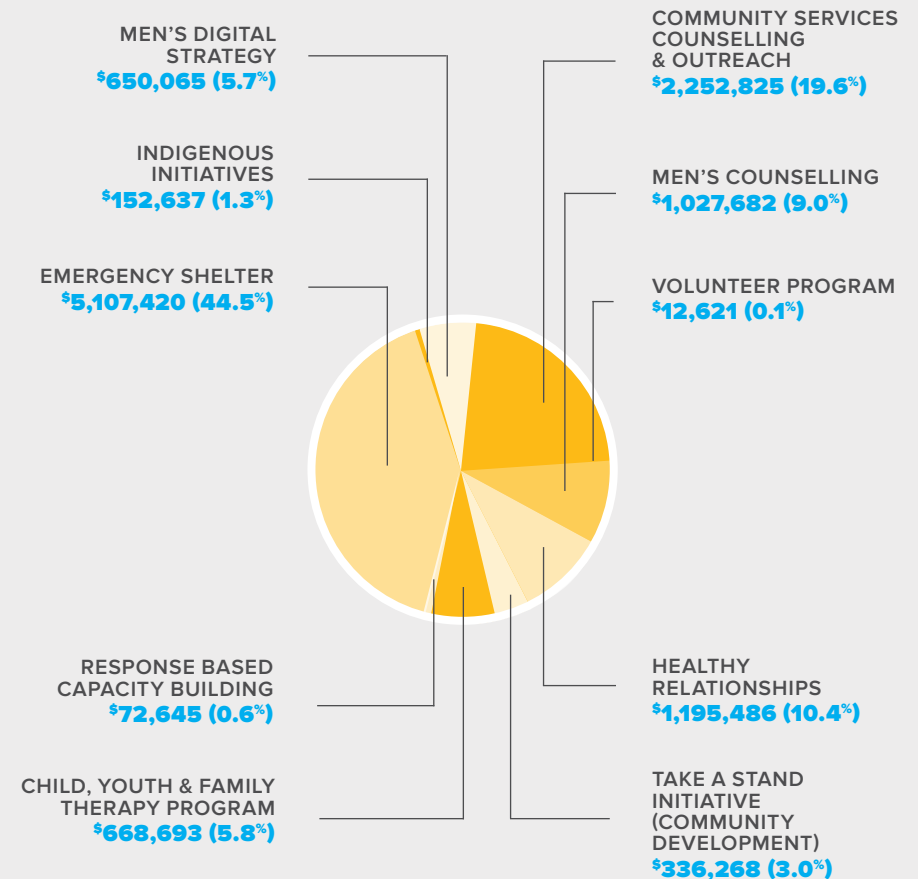 MEN'S DIGITAL
STRATEGY
$650,065 (5.7%)
INDIGENOUS
INITIATIVES
$152,637 (1.3%)
EMERGENCY SHELTER
$5,107,420 (44.5%)
RESPONSE BASED
CAPACITY BUILDING
$72,645 (0.6%)
CHILD, YOUTH & FAMILY
THERAPY PROGRAM
$668,693 (5.8%)
COMMUNITY SERVICES
COUNSELLING
& OUTREACH
$2,252,825 (19.6%)
MEN'S COUNSELLING
$1,027,682 (9.0%)
VOLUNTEER PROGRAM
$12,621 (0.1%)
HEALTHY
RELATIONSHIPS
$1,195,486 (10.4%)
TAKE A STAND
INITIATIVE
(COMMUNITY
DEVELOPMENT)
$336,268 (3.0%)